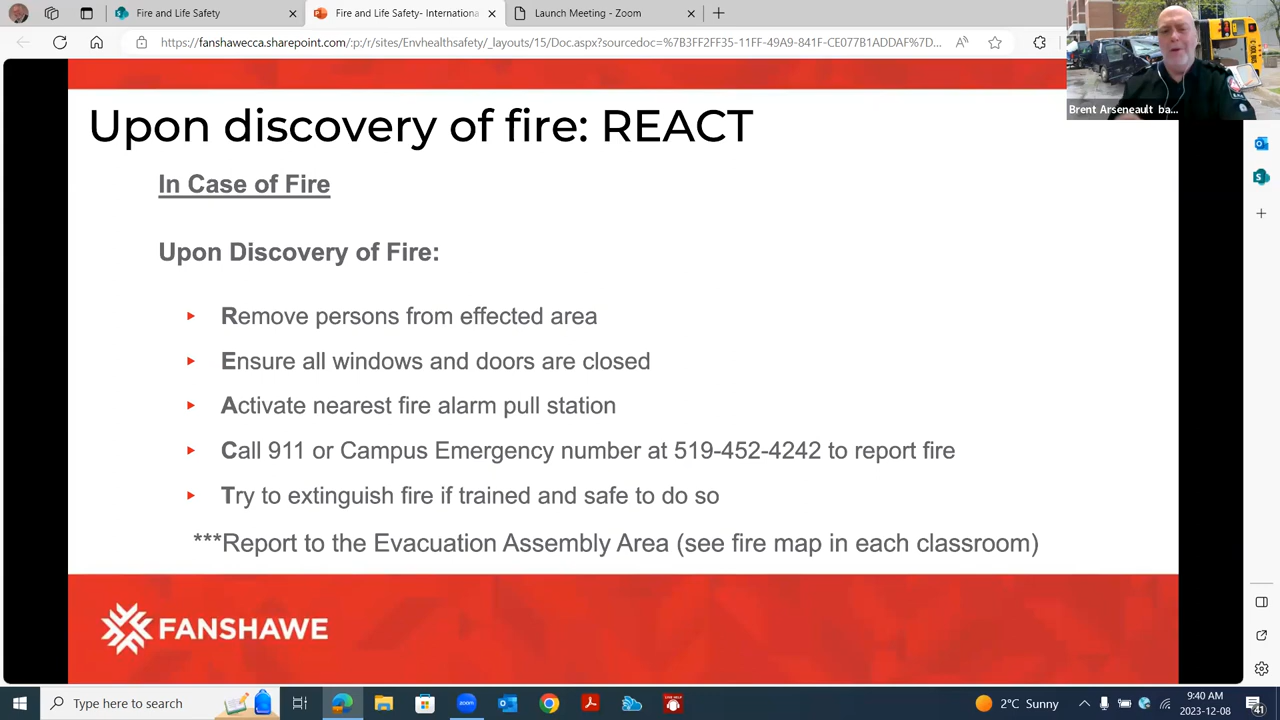 Fire and Life Safety
Fire and Life Safety- Internationa
Launch Meeting - Zoom
https://fanshawecca.sharepoint.com/:p:/r/sites/Envhealthsafety/_layouts/15/Doc.aspx?sourcedoc=%7B3FF2FF35-11FF-49A9-841F-CE077B1ADDAF%7D...
Brent Arseneault ba...
Upon discovery of fire: REACT
In Case of Fire
Upon Discovery of Fire:
Remove persons from effected area
Ensure all windows and doors are closed
Activate nearest fire alarm pull station
Call 911 or Campus Emergency number at 519-452-4242 to report fire
Try to extinguish fire if trained and safe to do so
***Report to the Evacuation Assembly Area (see fire map in each classroom)
FANSHAWE
Type here to search
zoom
2°C Sunny
9:40 AM
2023-12-08
41